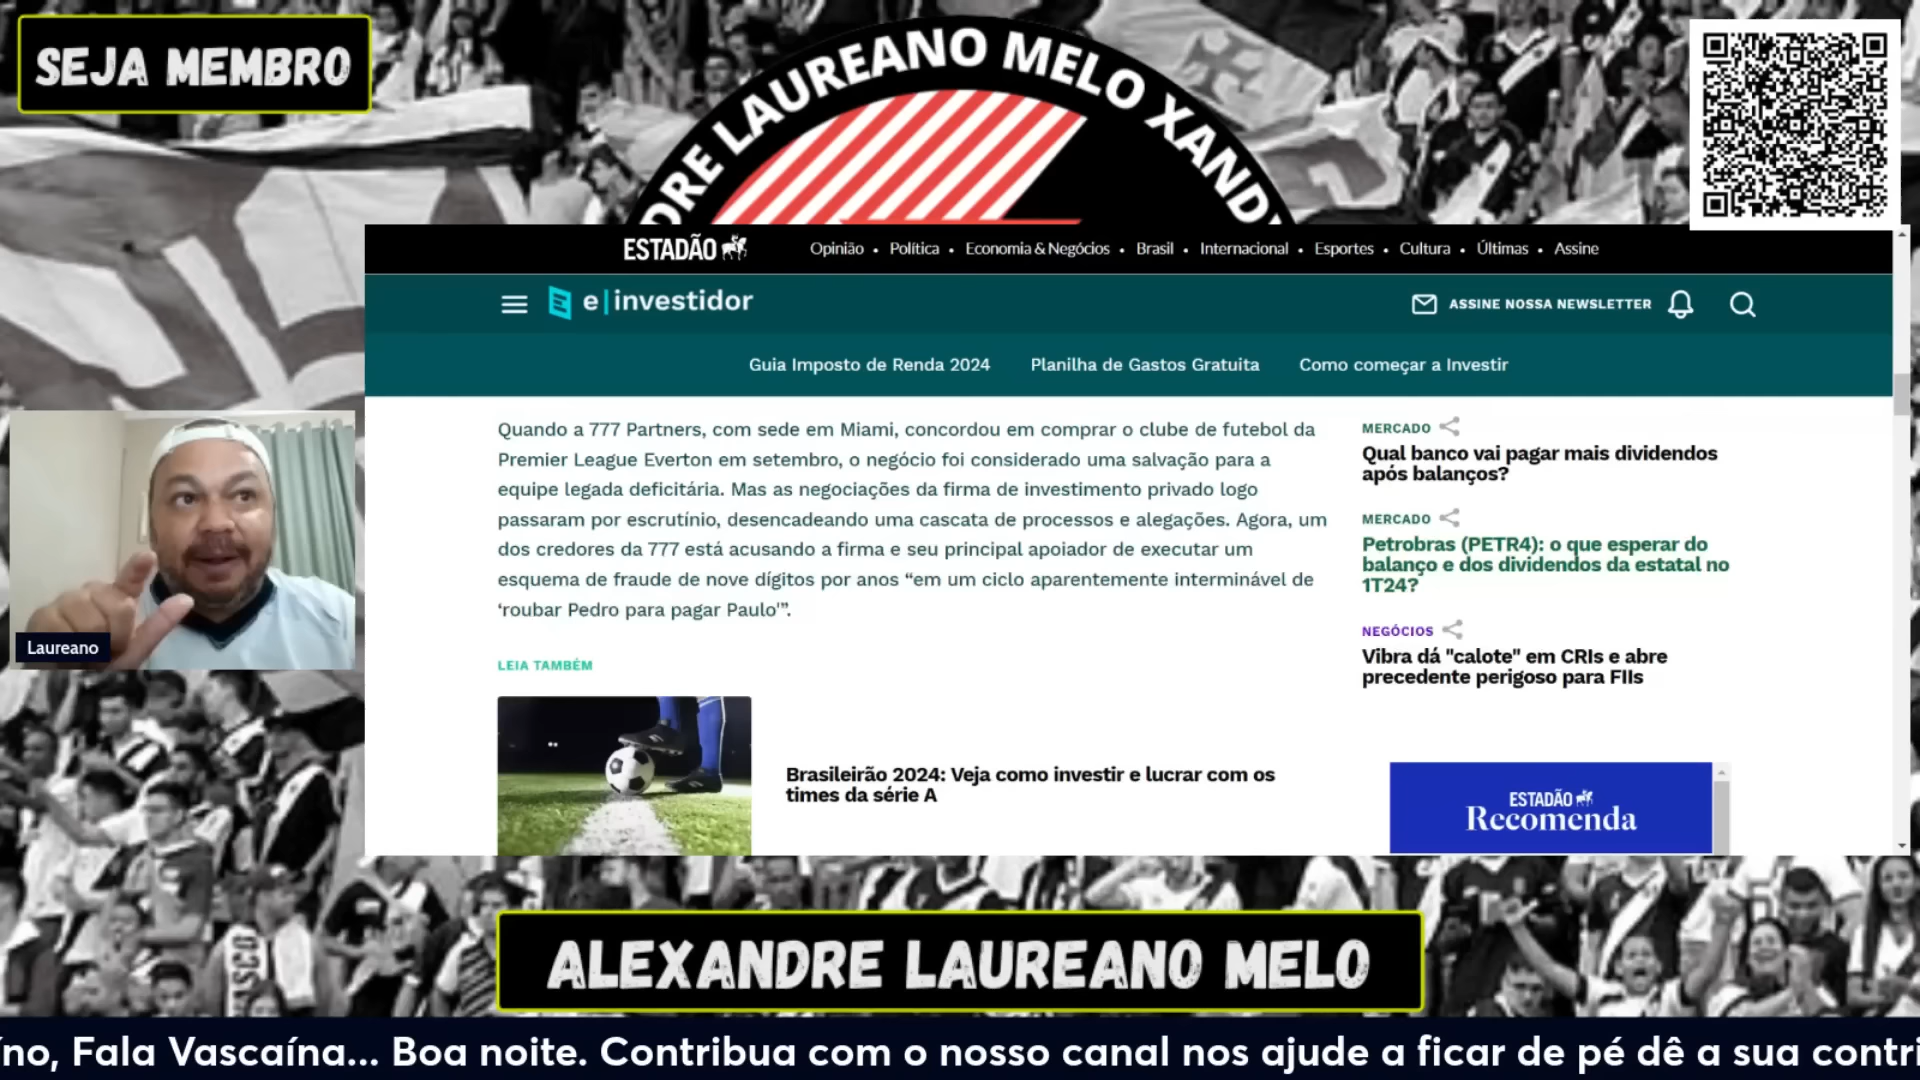 SEJA MEMBRO
DRE LAUREANO MELO XAND
ESTADÃO
Opinião • Política • Economia & Negócios • Brasil • Internacional • Esportes • Cultura • Últimas • Assine
e|investidor
ASSINE NOSSA NEWSLETTER
Guia Imposto de Renda 2024 Planilha de Gastos Gratuita Como começar a Investir
Quando a 777 Partners, com sede em Miami, concordou em comprar o clube de futebol da
Premier League Everton em setembro, o negócio foi considerado uma salvação para a
equipe legada deficitária. Mas as negociações da firma de investimento privado logo
passaram por escrutínio, desencadeando uma cascata de processos e alegações. Agora, um
dos credores da 777 está acusando a firma e seu principal apoiador de executar um
esquema de fraude de nove dígitos por anos “em um ciclo aparentemente interminável de
‘roubar Pedro para pagar Paulo'”.
LEIA TAMBÉM
Brasileirão 2024: Veja como investir e lucrar com os
times da série A
MERCADO
Qual banco vai pagar mais dividendos
após balanços?
MERCADO
Petrobras (PETR4): o que esperar do
balanço e dos dividendos da estatal no
1T24?
NEGÓCIOS
Vibra dá "calote" em CRIs e abre
precedente perigoso para FIIs
ESTADÃO
Recomenda
Laureano
ALEXANDRE LAUREANO MELO
íno, Fala Vascaína... Boa noite. Contribua com o nosso canal nos ajude a ficar de pé dê a sua contri